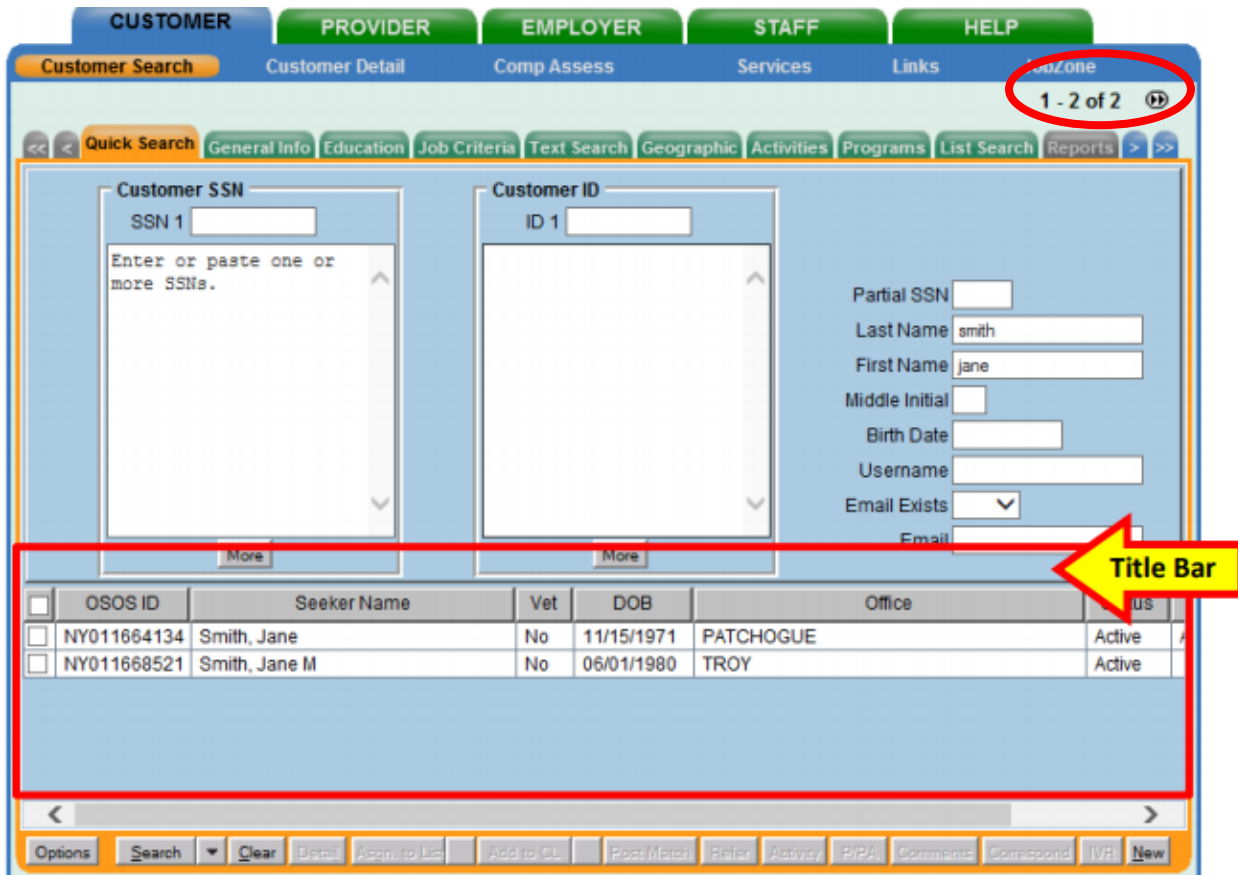 CUSTOMER PROVIDER EMPLOYER STAFF HELP
Customer Search Customer Detail Comp Assess Services Links JobZone
1 - 2 of 2
<< < Quick Search General Info Education Job Criteria Text Search Geographic Activities Programs List Search Reports > >>
Customer SSN Customer ID
SSN 1 ID 1
Enter or paste one or
more SSNs.
Partial SSN
Last Name smith
First Name jane
Middle Initial
Birth Date
Username
Email Exists
Email
More More
Title Bar
OSOS ID Seeker Name Vet DOB Office Status
NY011664134 Smith, Jane No 11/15/1971 PATCHOGUE Active A
NY011668521 Smith, Jane M No 06/01/1980 TROY Active
Options Search Clear Detail Asgn. to List Add to CL Post Match Refer Activity P/PA Comments Correspond IVR New